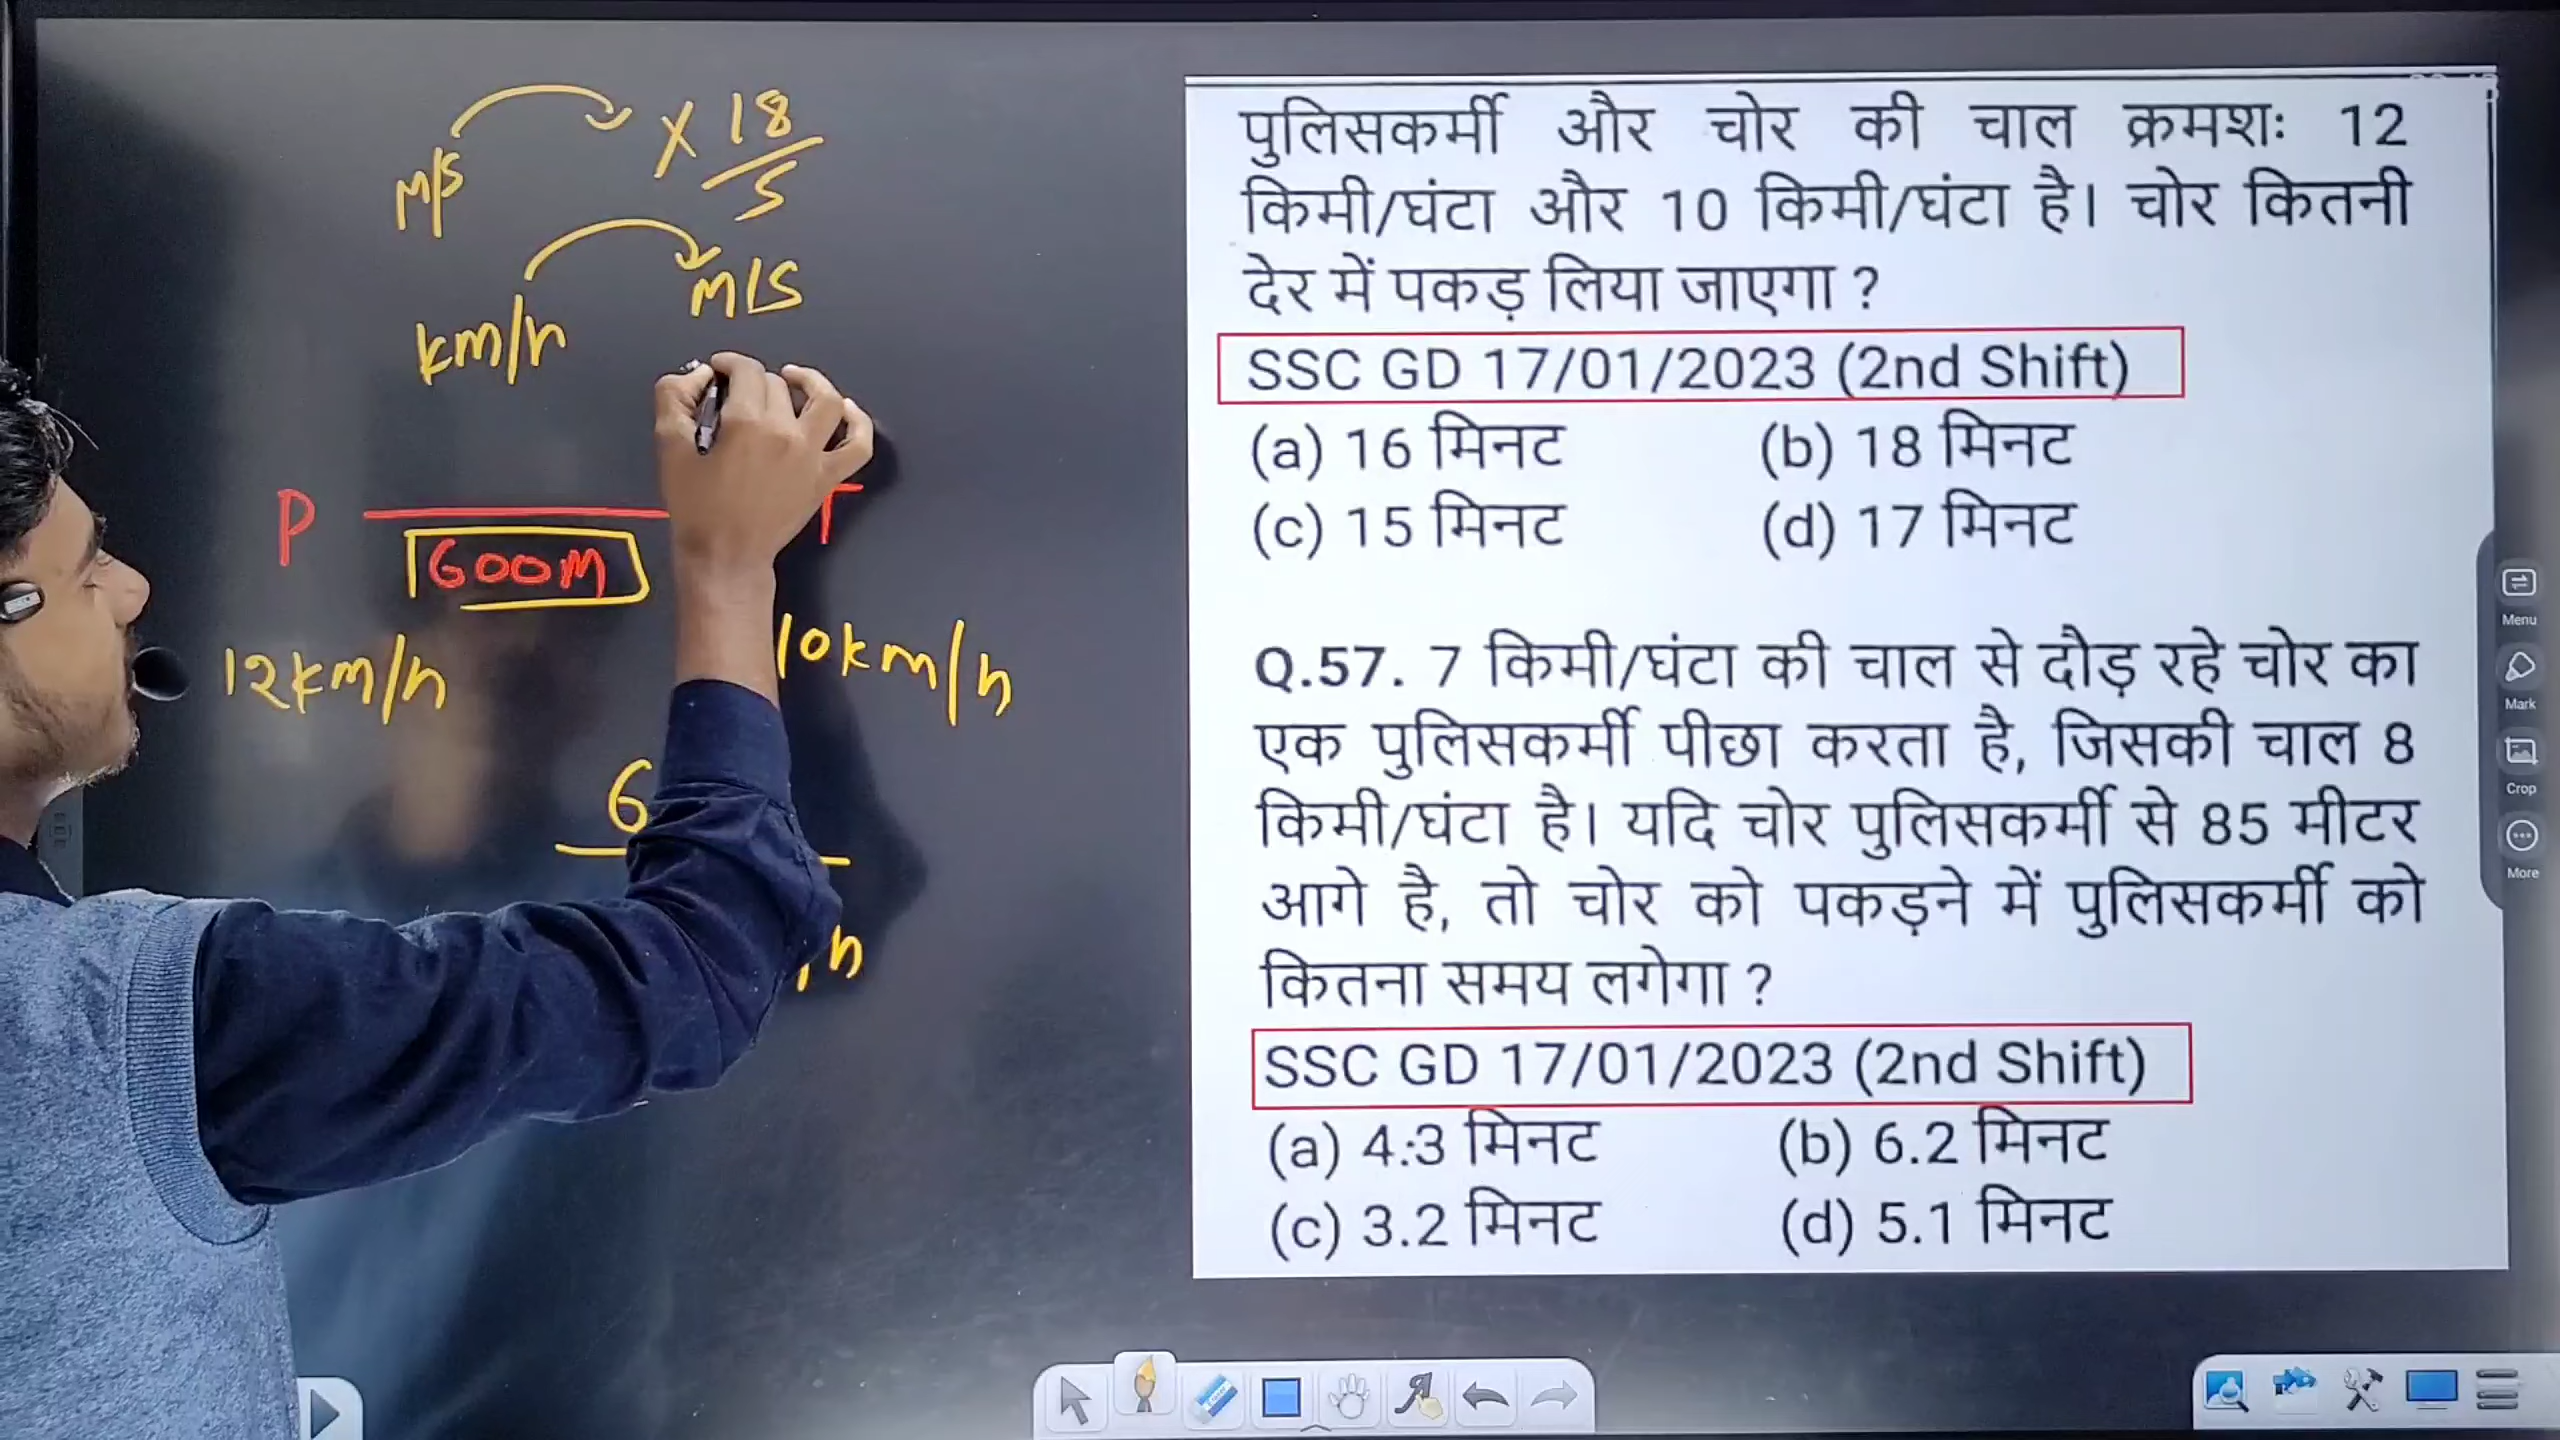 M/S × 18/5
km/h M/S
P T
600M
12km/h 10km/h
6
h
पुलिसकर्मी और चोर की चाल क्रमशः 12
किमी/घंटा और 10 किमी/घंटा है। चोर कितनी
देर में पकड़ लिया जाएगा ?
SSC GD 17/01/2023 (2nd Shift)
(a) 16 मिनट (b) 18 मिनट
(c) 15 मिनट (d) 17 मिनट
Q.57. 7 किमी/घंटा की चाल से दौड़ रहे चोर का
एक पुलिसकर्मी पीछा करता है, जिसकी चाल 8
किमी/घंटा है। यदि चोर पुलिसकर्मी से 85 मीटर
आगे है, तो चोर को पकड़ने में पुलिसकर्मी को
कितना समय लगेगा ?
SSC GD 17/01/2023 (2nd Shift)
(a) 4:3 मिनट (b) 6.2 मिनट
(c) 3.2 मिनट (d) 5.1 मिनट
Menu
Mark
Crop
More